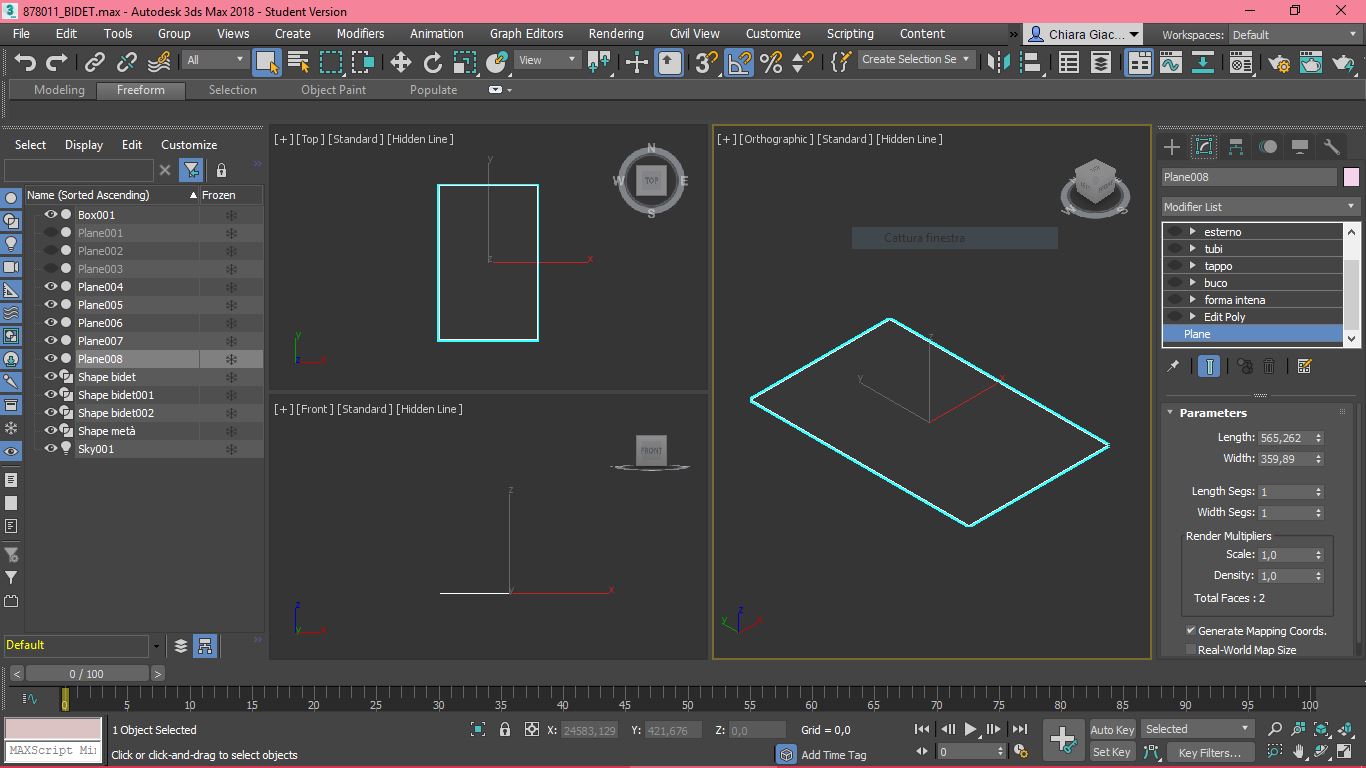 878011_BIDET.max - Autodesk 3ds Max 2018 - Student Version
File Edit Tools Group Views Create Modifiers Animation Graph Editors Rendering Civil View Customize Scripting Content » Chiara Giac... Workspaces: Default
All View 3 Create Selection Se
Modeling Freeform Selection Object Paint Populate
Select Display Edit Customize
Name (Sorted Ascending) Frozen
Box001
Plane001
Plane002
Plane003
Plane004
Plane005
Plane006
Plane007
Plane008
Shape bidet
Shape bidet001
Shape bidet002
Shape metà
Sky001
Default
[+] [Top] [Standard] [Hidden Line]
N
W TOP E
S
y
z x
y
z x
[+] [Front] [Standard] [Hidden Line]
FRONT
z
y x
z
y x
[+] [Orthographic] [Standard] [Hidden Line]
W S
Cattura finestra
z
y x
z
y x
Plane008
Modifier List
esterno
tubi
tappo
buco
forma intena
Edit Poly
Plane
Parameters
Length: 565,262
Width: 359,89
Length Segs: 1
Width Segs: 1
Render Multipliers
Scale: 1,0
Density: 1,0
Total Faces : 2
Generate Mapping Coords.
Real-World Map Size
< 0 / 100 >
0 5 10 15 20 25 30 35 40 45 50 55 60 65 70 75 80 85 90 95 100
1 Object Selected X: 24583,129 Y: 421,676 Z: 0,0 Grid = 0,0 Auto Key Selected
MAXScript Mi Click or click-and-drag to select objects Add Time Tag 0 Set Key Key Filters...